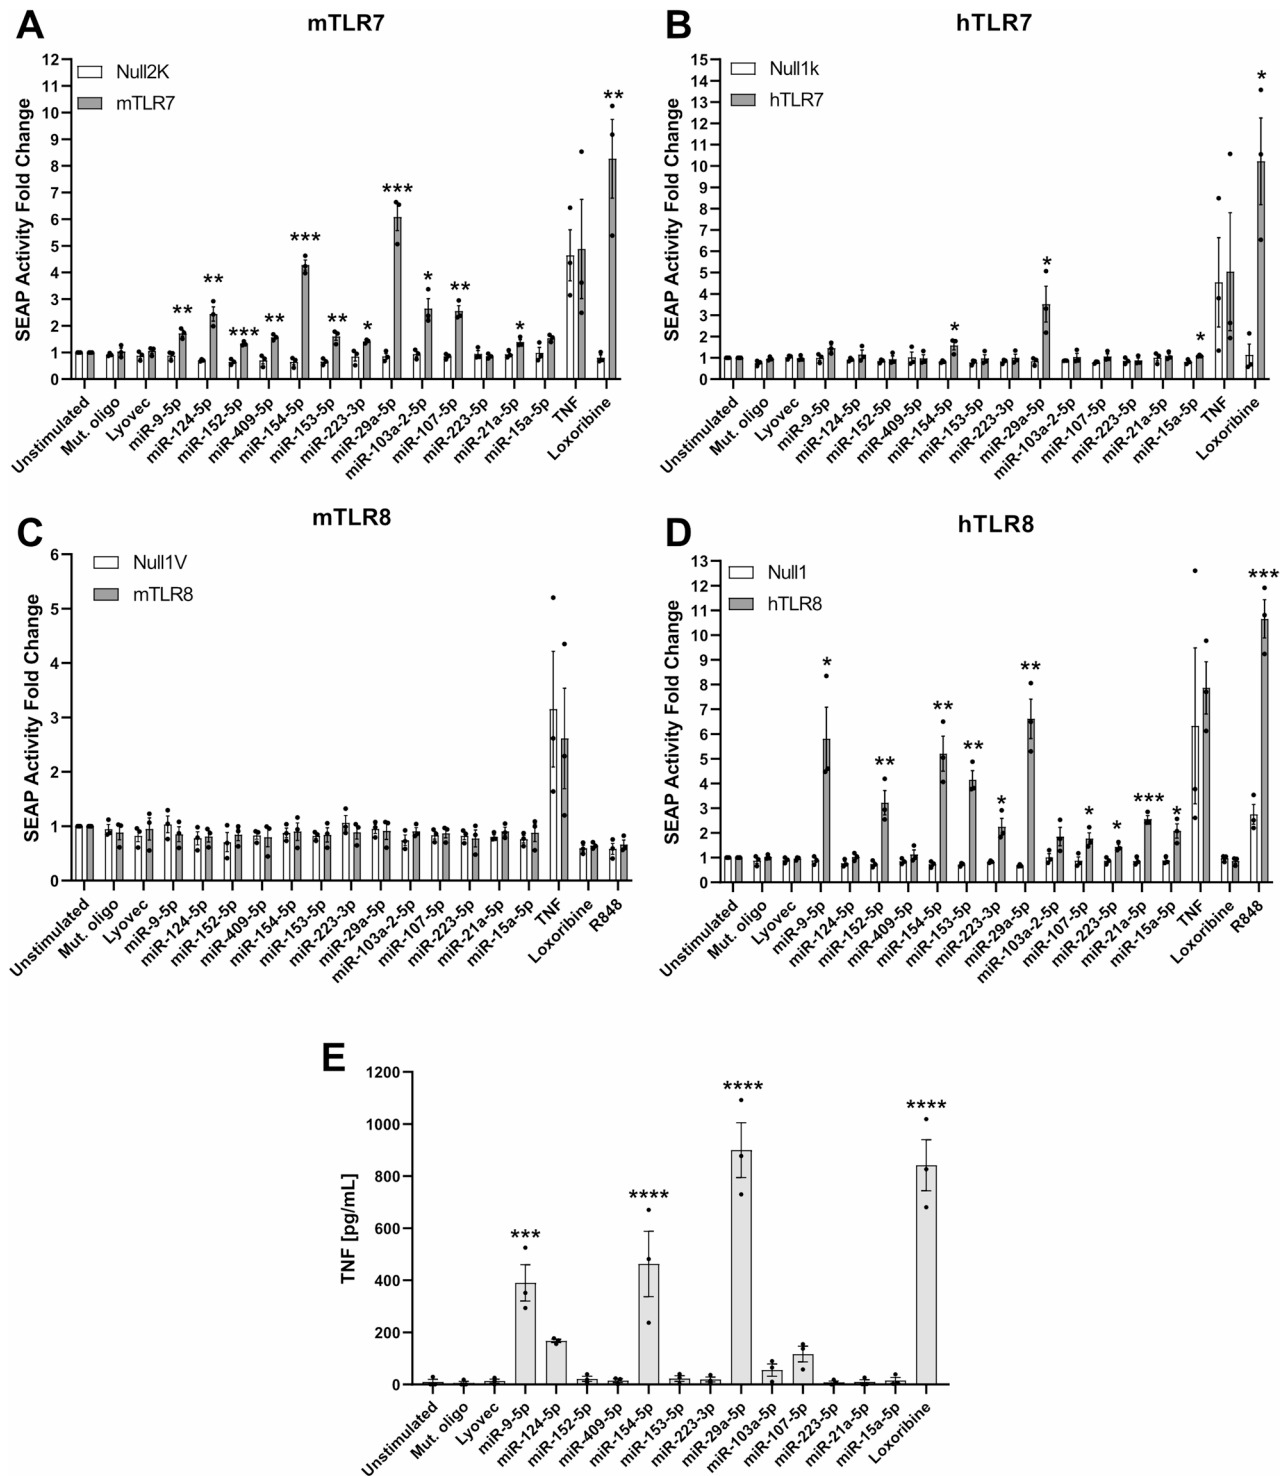 A
mTLR7
Null2K
mTLR7
SEAP Activity Fold Change
12
11
10
9
8
7
6
5
4
3
2
1
0
** *** ** *** ** * *** * ** * **
Unstimulated
Mut. oligo
Lyovec
miR-9-5p
miR-124-5p
miR-152-5p
miR-409-5p
miR-154-5p
miR-153-5p
miR-223-3p
miR-29a-5p
miR-103a-2-5p
miR-107-5p
miR-223-5p
miR-21a-5p
miR-15a-5p
TNF
Loxoribine
B
hTLR7
Null1k
hTLR7
SEAP Activity Fold Change
15
14
13
12
11
10
9
8
7
6
5
4
3
2
1
0
* * * *
Unstimulated
Mut. oligo
Lyovec
miR-9-5p
miR-124-5p
miR-152-5p
miR-409-5p
miR-154-5p
miR-153-5p
miR-223-3p
miR-29a-5p
miR-103a-2-5p
miR-107-5p
miR-223-5p
miR-21a-5p
miR-15a-5p
TNF
Loxoribine
C
mTLR8
Null1V
mTLR8
SEAP Activity Fold Change
6
5
4
3
2
1
0
Unstimulated
Mut. oligo
Lyovec
miR-9-5p
miR-124-5p
miR-152-5p
miR-409-5p
miR-154-5p
miR-153-5p
miR-223-3p
miR-29a-5p
miR-103a-2-5p
miR-107-5p
miR-223-5p
miR-21a-5p
miR-15a-5p
TNF
Loxoribine
R848
D
hTLR8
Null1
hTLR8
SEAP Activity Fold Change
13
12
11
10
9
8
7
6
5
4
3
2
1
0
* ** ** ** * ** * * *** * ***
Unstimulated
Mut. oligo
Lyovec
miR-9-5p
miR-124-5p
miR-152-5p
miR-409-5p
miR-154-5p
miR-153-5p
miR-223-3p
miR-29a-5p
miR-103a-2-5p
miR-107-5p
miR-223-5p
miR-21a-5p
miR-15a-5p
TNF
Loxoribine
R848
E
TNF [pg/mL]
1200
1000
800
600
400
200
0
*** **** **** ****
Unstimulated
Mut. oligo
Lyovec
miR-9-5p
miR-124-5p
miR-152-5p
miR-409-5p
miR-154-5p
miR-153-5p
miR-223-3p
miR-29a-5p
miR-103a-5p
miR-107-5p
miR-223-5p
miR-21a-5p
miR-15a-5p
Loxoribine